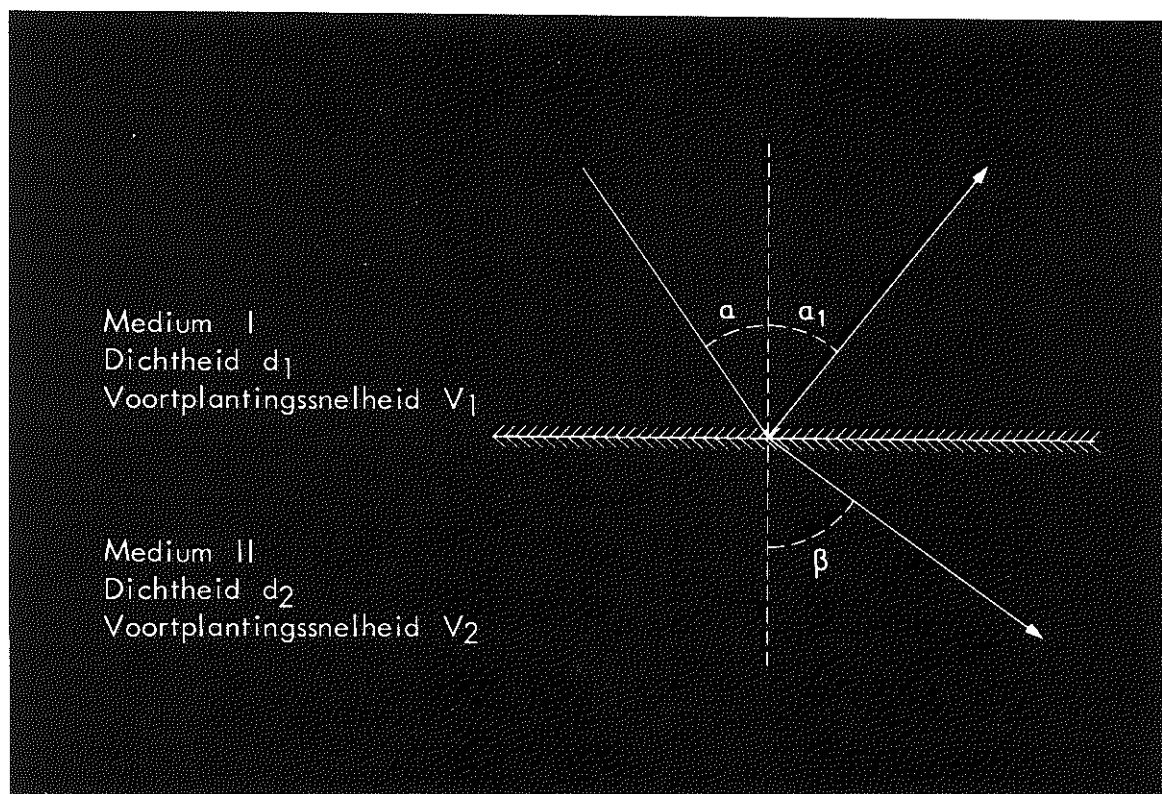 α α1
Medium I
Dichtheid d1
Voortplantingssnelheid V1
Medium II
Dichtheid d2
Voortplantingssnelheid V2
β